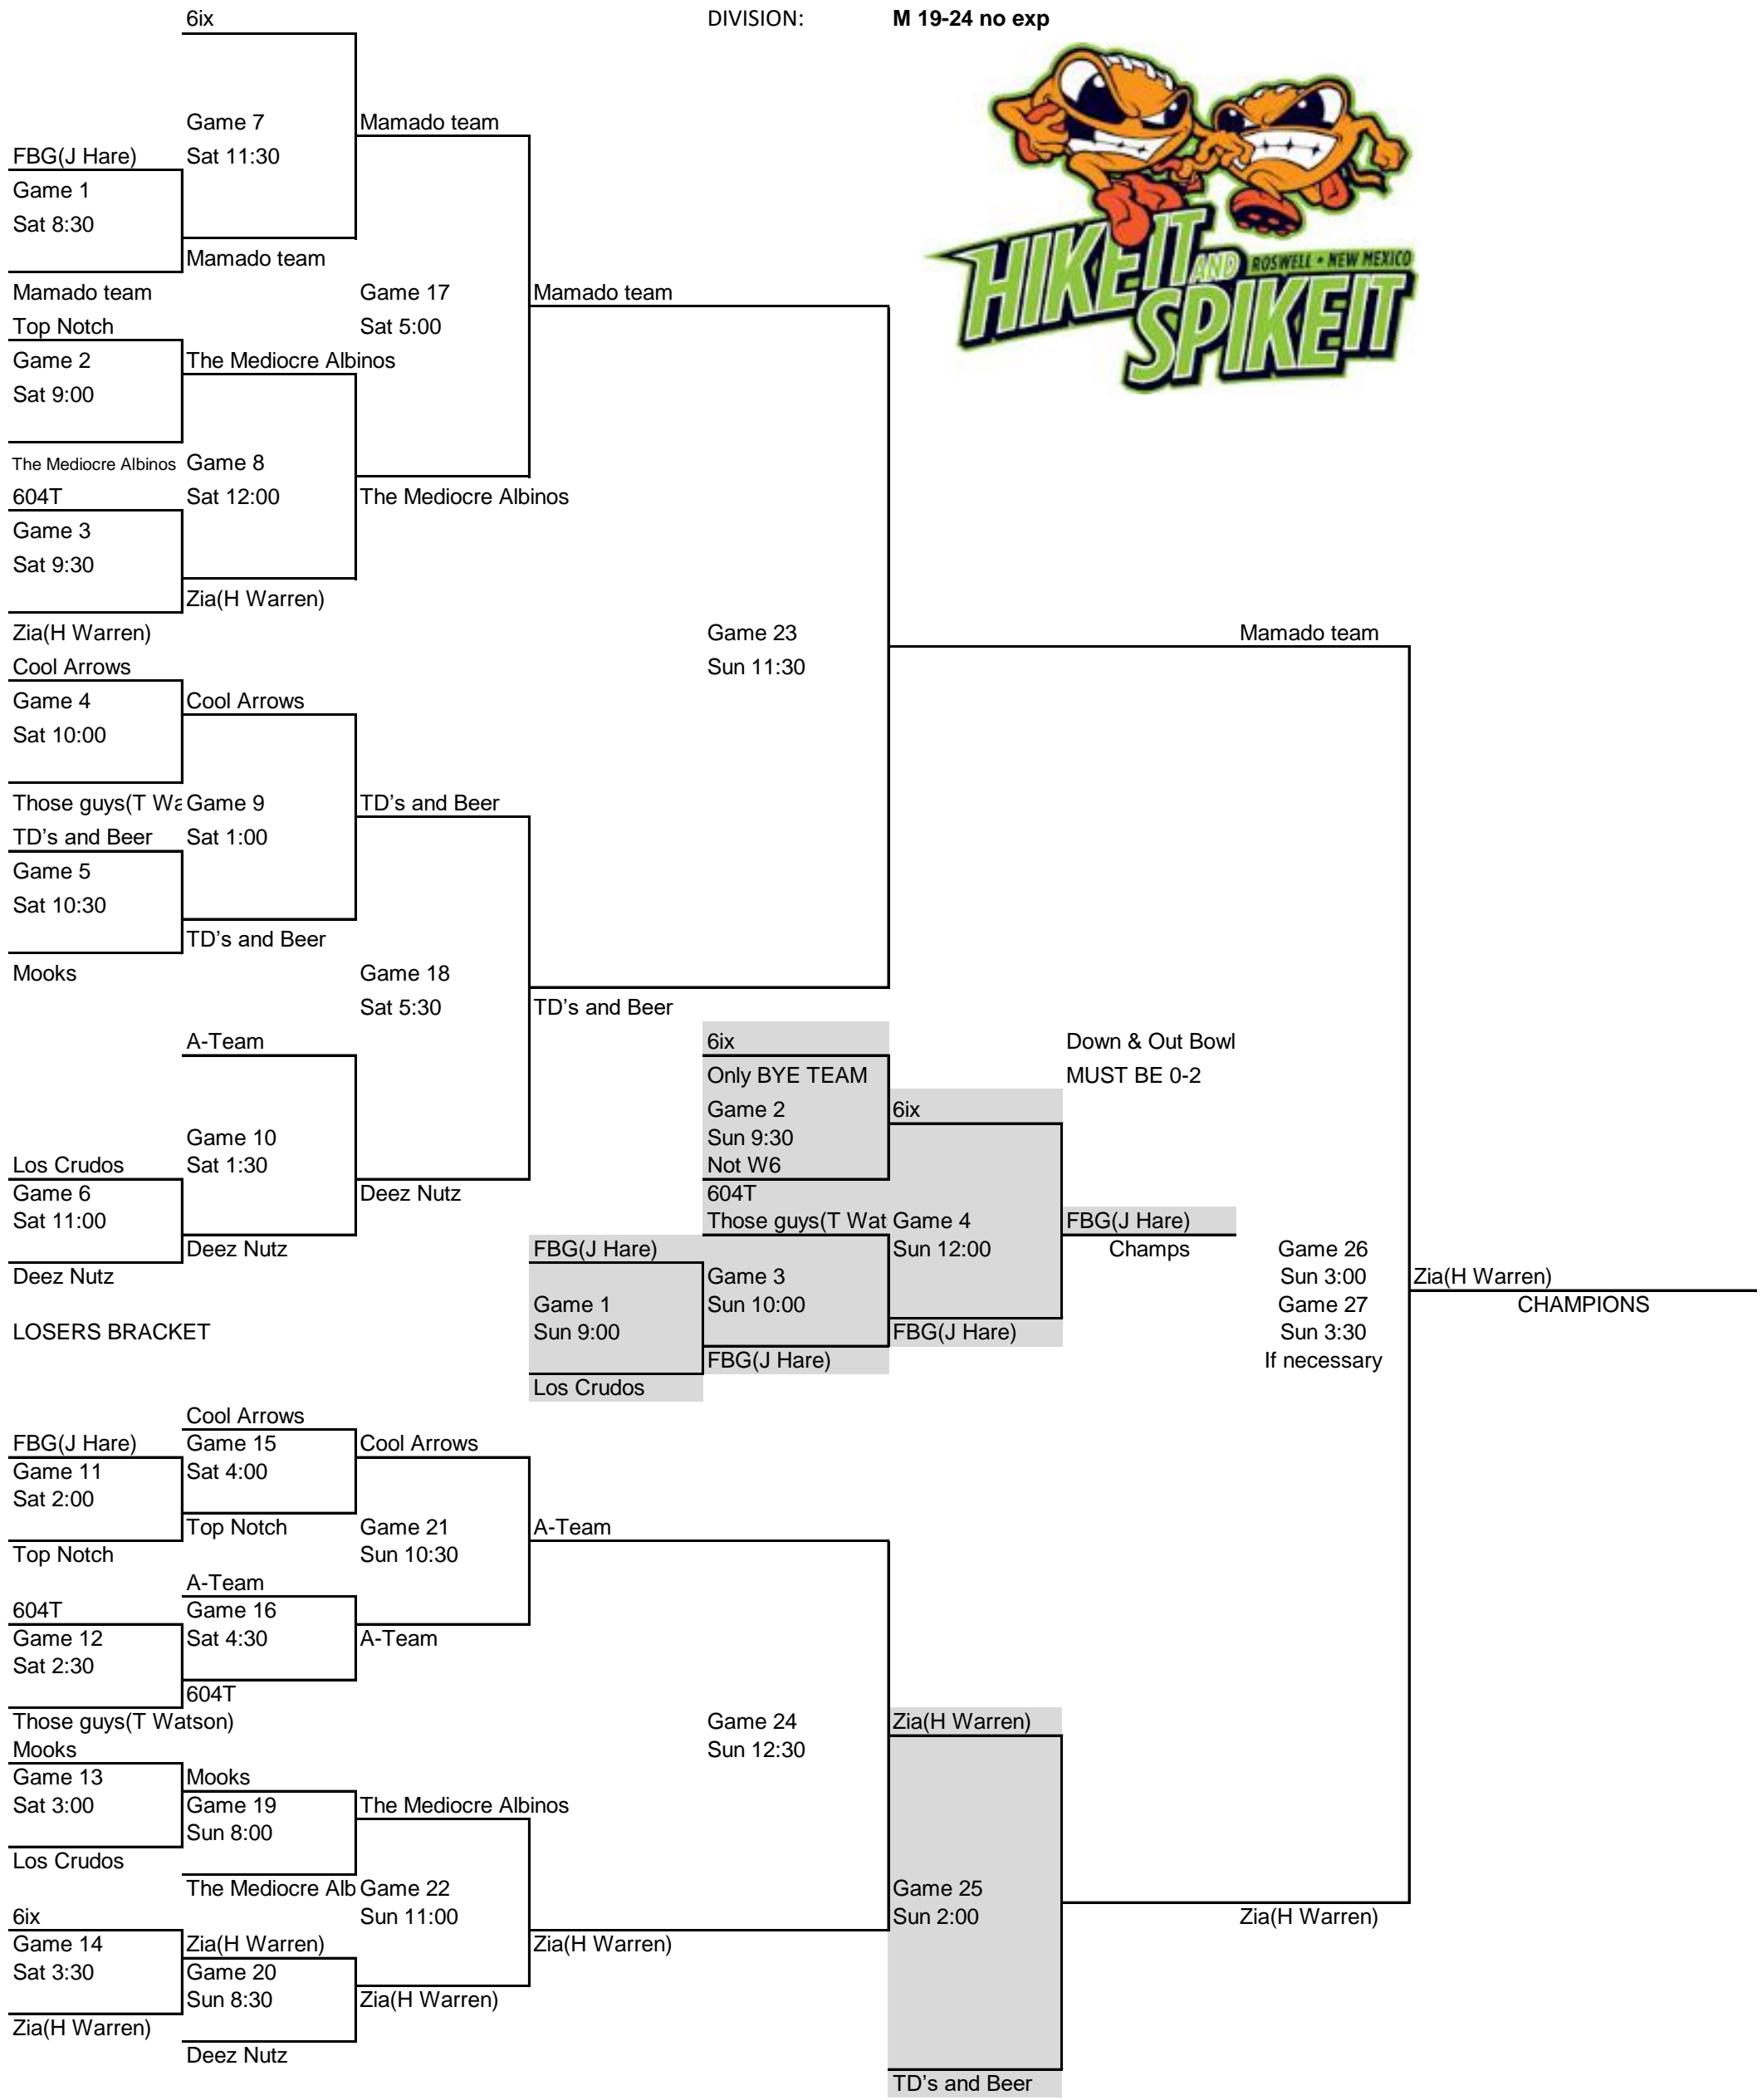 6ix
DIVISION: M 19-24 no exp
HIKE IT AND SPIKE IT
ROSWELL • NEW MEXICO
Game 7
Mamado team
FBG(J Hare)
Sat 11:30
Game 1
Sat 8:30
Mamado team
Mamado team
Game 17
Mamado team
Top Notch
Sat 5:00
Game 2
The Mediocre Albinos
Sat 9:00
The Mediocre Albinos
Game 8
604T
Sat 12:00
The Mediocre Albinos
Game 3
Sat 9:30
Zia(H Warren)
Zia(H Warren)
Game 23
Mamado team
Cool Arrows
Sun 11:30
Game 4
Cool Arrows
Sat 10:00
Those guys(T Wa
Game 9
TD's and Beer
TD's and Beer
Sat 1:00
Game 5
Sat 10:30
TD's and Beer
Mooks
Game 18
Sat 5:30
TD's and Beer
A-Team
6ix
Down & Out Bowl
Only BYE TEAM
MUST BE 0-2
Game 2
6ix
Game 10
Sun 9:30
Los Crudos
Sat 1:30
Not W6
Game 6
Deez Nutz
604T
Sat 11:00
Those guys(T Wat
Game 4
FBG(J Hare)
Deez Nutz
FBG(J Hare)
Sun 12:00
Champs
Game 26
Deez Nutz
Game 3
Sun 3:00
Zia(H Warren)
Game 1
Sun 10:00
Game 27
CHAMPIONS
LOSERS BRACKET
Sun 9:00
FBG(J Hare)
Sun 3:30
FBG(J Hare)
If necessary
Los Crudos
Cool Arrows
FBG(J Hare)
Game 15
Cool Arrows
Game 11
Sat 4:00
Sat 2:00
Top Notch
Game 21
A-Team
Top Notch
Sun 10:30
A-Team
604T
Game 16
Game 12
Sat 4:30
A-Team
Sat 2:30
604T
Those guys(T Watson)
Game 24
Zia(H Warren)
Mooks
Sun 12:30
Game 13
Mooks
Sat 3:00
Game 19
The Mediocre Albinos
Sun 8:00
Los Crudos
The Mediocre Alb
Game 22
Game 25
6ix
Sun 11:00
Sun 2:00
Zia(H Warren)
Game 14
Zia(H Warren)
Zia(H Warren)
Sat 3:30
Game 20
Sun 8:30
Zia(H Warren)
Zia(H Warren)
Deez Nutz
TD's and Beer